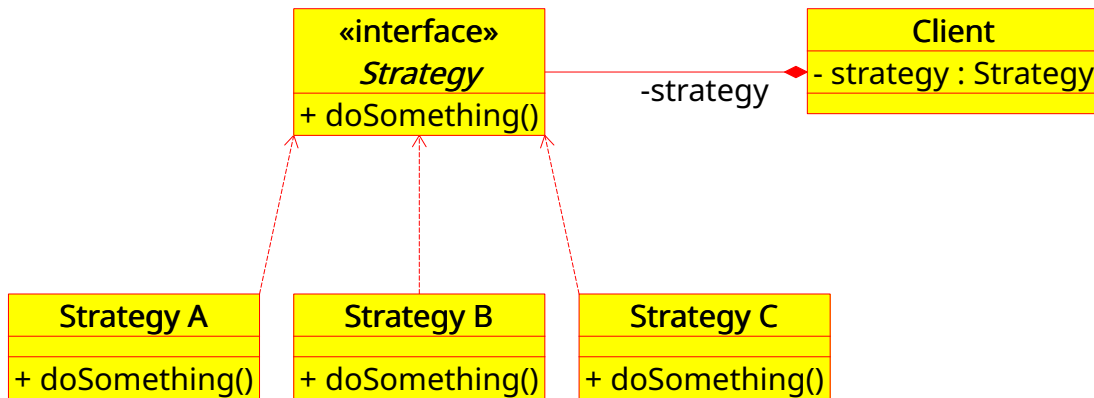 «interface»
Strategy
+ doSomething()
Client
- strategy : Strategy
-strategy
Strategy A
+ doSomething()
Strategy B
+ doSomething()
Strategy C
+ doSomething()